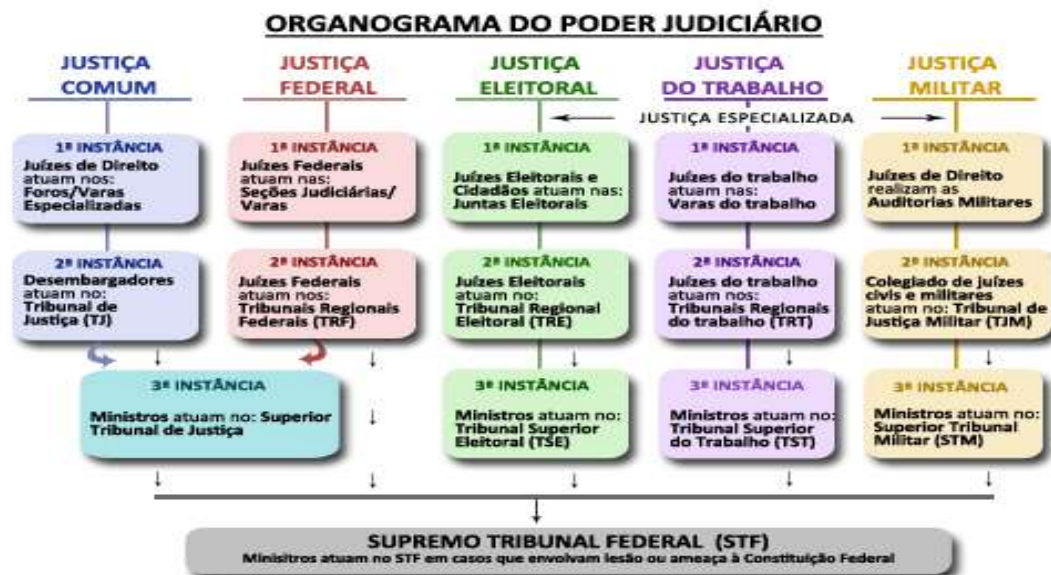 ORGANOGRAMA DO PODER JUDICIÁRIO
JUSTIÇA
COMUM
JUSTIÇA
FEDERAL
JUSTIÇA
ELEITORAL
JUSTIÇA
DO TRABALHO
JUSTIÇA
MILITAR
JUSTIÇA ESPECIALIZADA
1ª INSTÂNCIA
Juízes de Direito
atuam nos:
Foros/Varas
Especializadas
1ª INSTÂNCIA
Juízes Federais
atuam nas:
Seções Judiciárias/
Varas
1ª INSTÂNCIA
Juízes Eleitorais e
Cidadãos atuam nas:
Juntas Eleitorais
1ª INSTÂNCIA
Juízes do trabalho
atuam nas:
Varas do trabalho
1ª INSTÂNCIA
Juízes de Direito
realizam as
Auditorias Militares
2ª INSTÂNCIA
Desembargadores
atuam no:
Tribunal de
Justiça (TJ)
2ª INSTÂNCIA
Juízes Federais
atuam nos:
Tribunais Regionais
Federais (TRF)
2ª INSTÂNCIA
Juízes Eleitorais
atuam no:
Tribunal Regional
Eleitoral (TRE)
2ª INSTÂNCIA
Juízes do trabalho
atuam nos:
Tribunais Regionais
do trabalho (TRT)
2ª INSTÂNCIA
Colegiado de juízes
civis e militares
atuam no: Tribunal de
Justiça Militar (TJM)
3ª INSTÂNCIA
Ministros atuam no: Superior
Tribunal de Justiça
3ª INSTÂNCIA
Ministros atuam no:
Tribunal Superior
Eleitoral (TSE)
3ª INSTÂNCIA
Ministros atuam no:
Tribunal Superior
do Trabalho (TST)
3ª INSTÂNCIA
Ministros atuam no:
Superior Tribunal
Militar (STM)
SUPREMO TRIBUNAL FEDERAL (STF)
Minisitros atuam no STF em casos que envolvam lesão ou ameaça à Constituição Federal